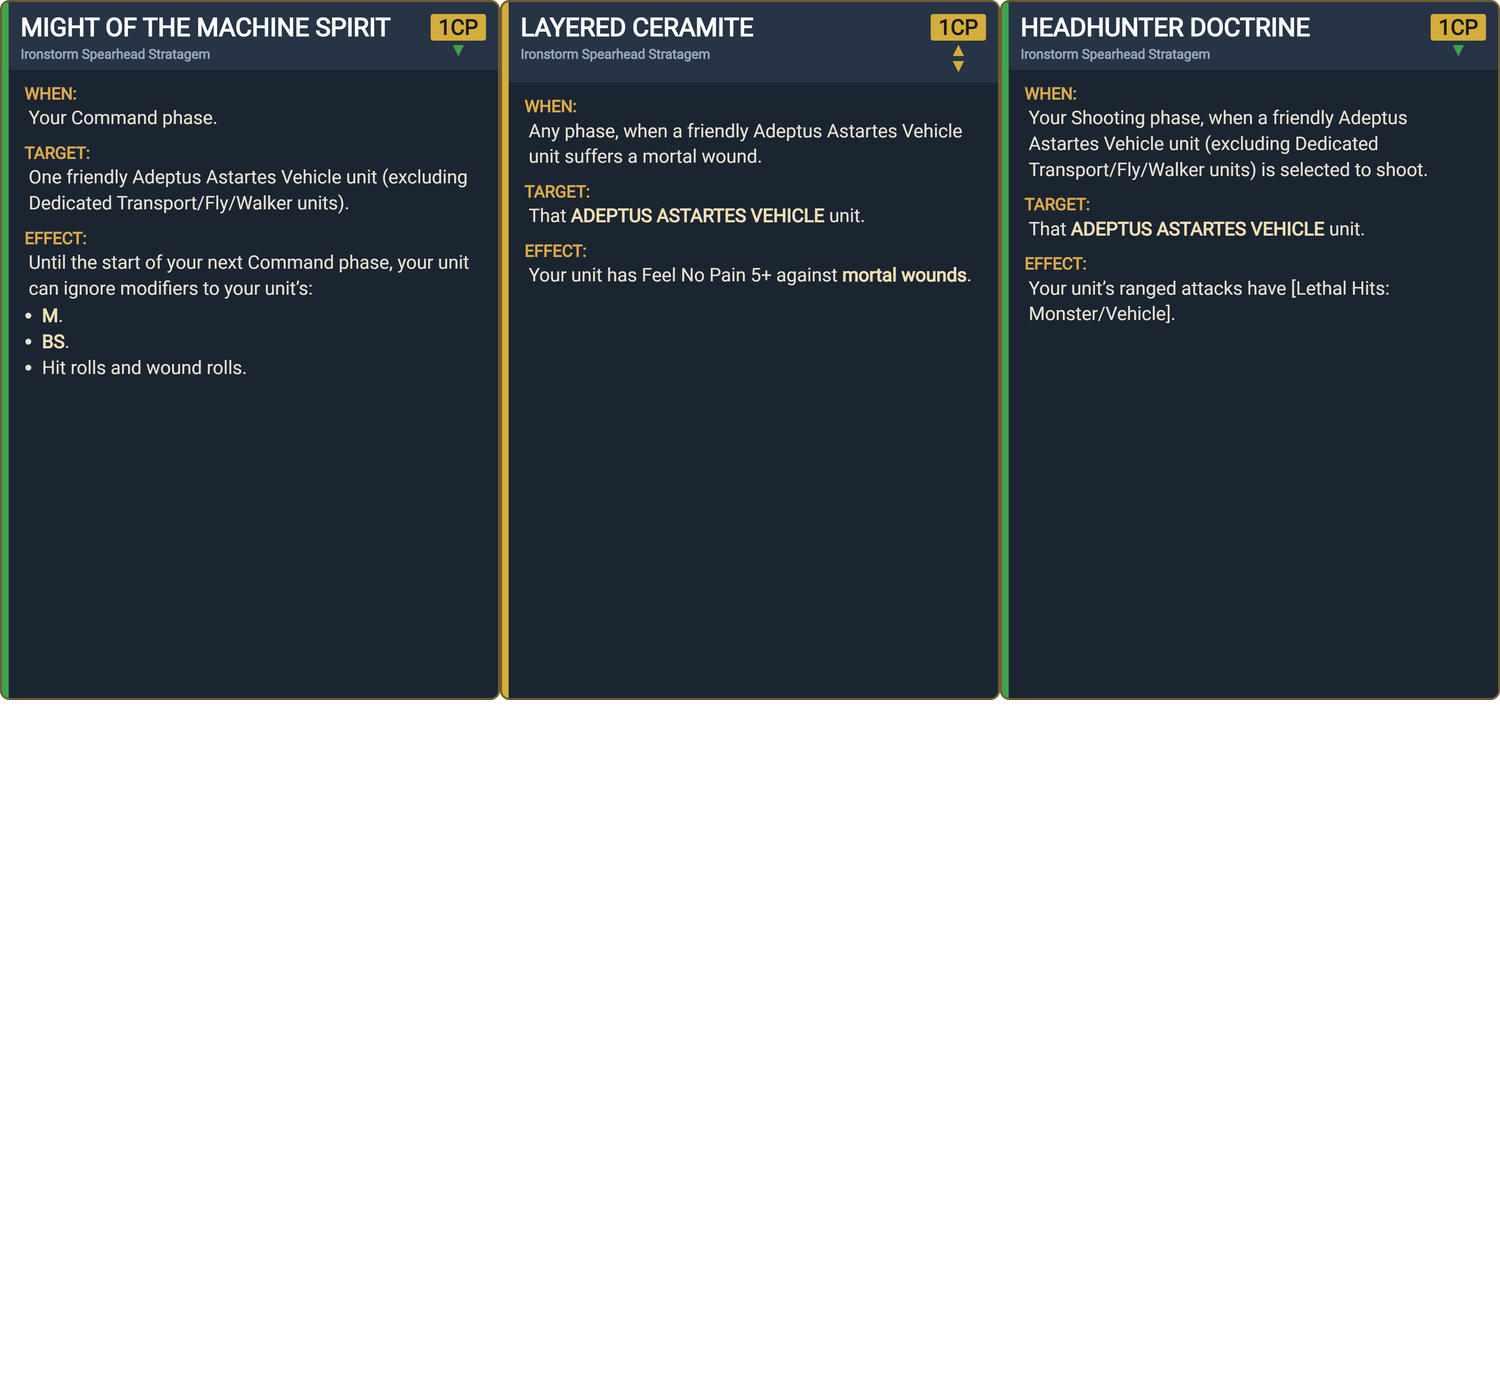 MIGHT OF THE MACHINE SPIRIT
1CP
Ironstorm Spearhead Stratagem
WHEN:
Your Command phase.
TARGET:
One friendly Adeptus Astartes Vehicle unit (excluding
Dedicated Transport/Fly/Walker units).
EFFECT:
Until the start of your next Command phase, your unit
can ignore modifiers to your unit’s:
• M.
• BS.
• Hit rolls and wound rolls.
LAYERED CERAMITE
1CP
Ironstorm Spearhead Stratagem
WHEN:
Any phase, when a friendly Adeptus Astartes Vehicle
unit suffers a mortal wound.
TARGET:
That ADEPTUS ASTARTES VEHICLE unit.
EFFECT:
Your unit has Feel No Pain 5+ against mortal wounds.
HEADHUNTER DOCTRINE
1CP
Ironstorm Spearhead Stratagem
WHEN:
Your Shooting phase, when a friendly Adeptus
Astartes Vehicle unit (excluding Dedicated
Transport/Fly/Walker units) is selected to shoot.
TARGET:
That ADEPTUS ASTARTES VEHICLE unit.
EFFECT:
Your unit’s ranged attacks have [Lethal Hits:
Monster/Vehicle].